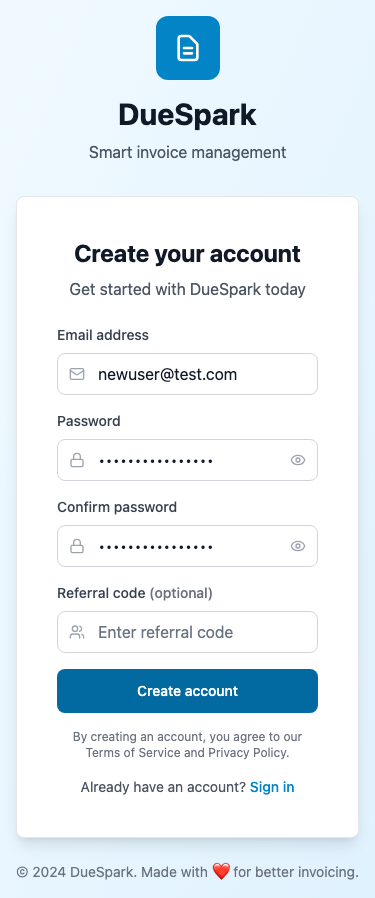 DueSpark
Smart invoice management
Create your account
Get started with DueSpark today
Email address
newuser@test.com
Password
••••••••••••••••
Confirm password
••••••••••••••••
Referral code (optional)
Enter referral code
Create account
By creating an account, you agree to our
Terms of Service and Privacy Policy.
Already have an account? Sign in
© 2024 DueSpark. Made with ❤️ for better invoicing.